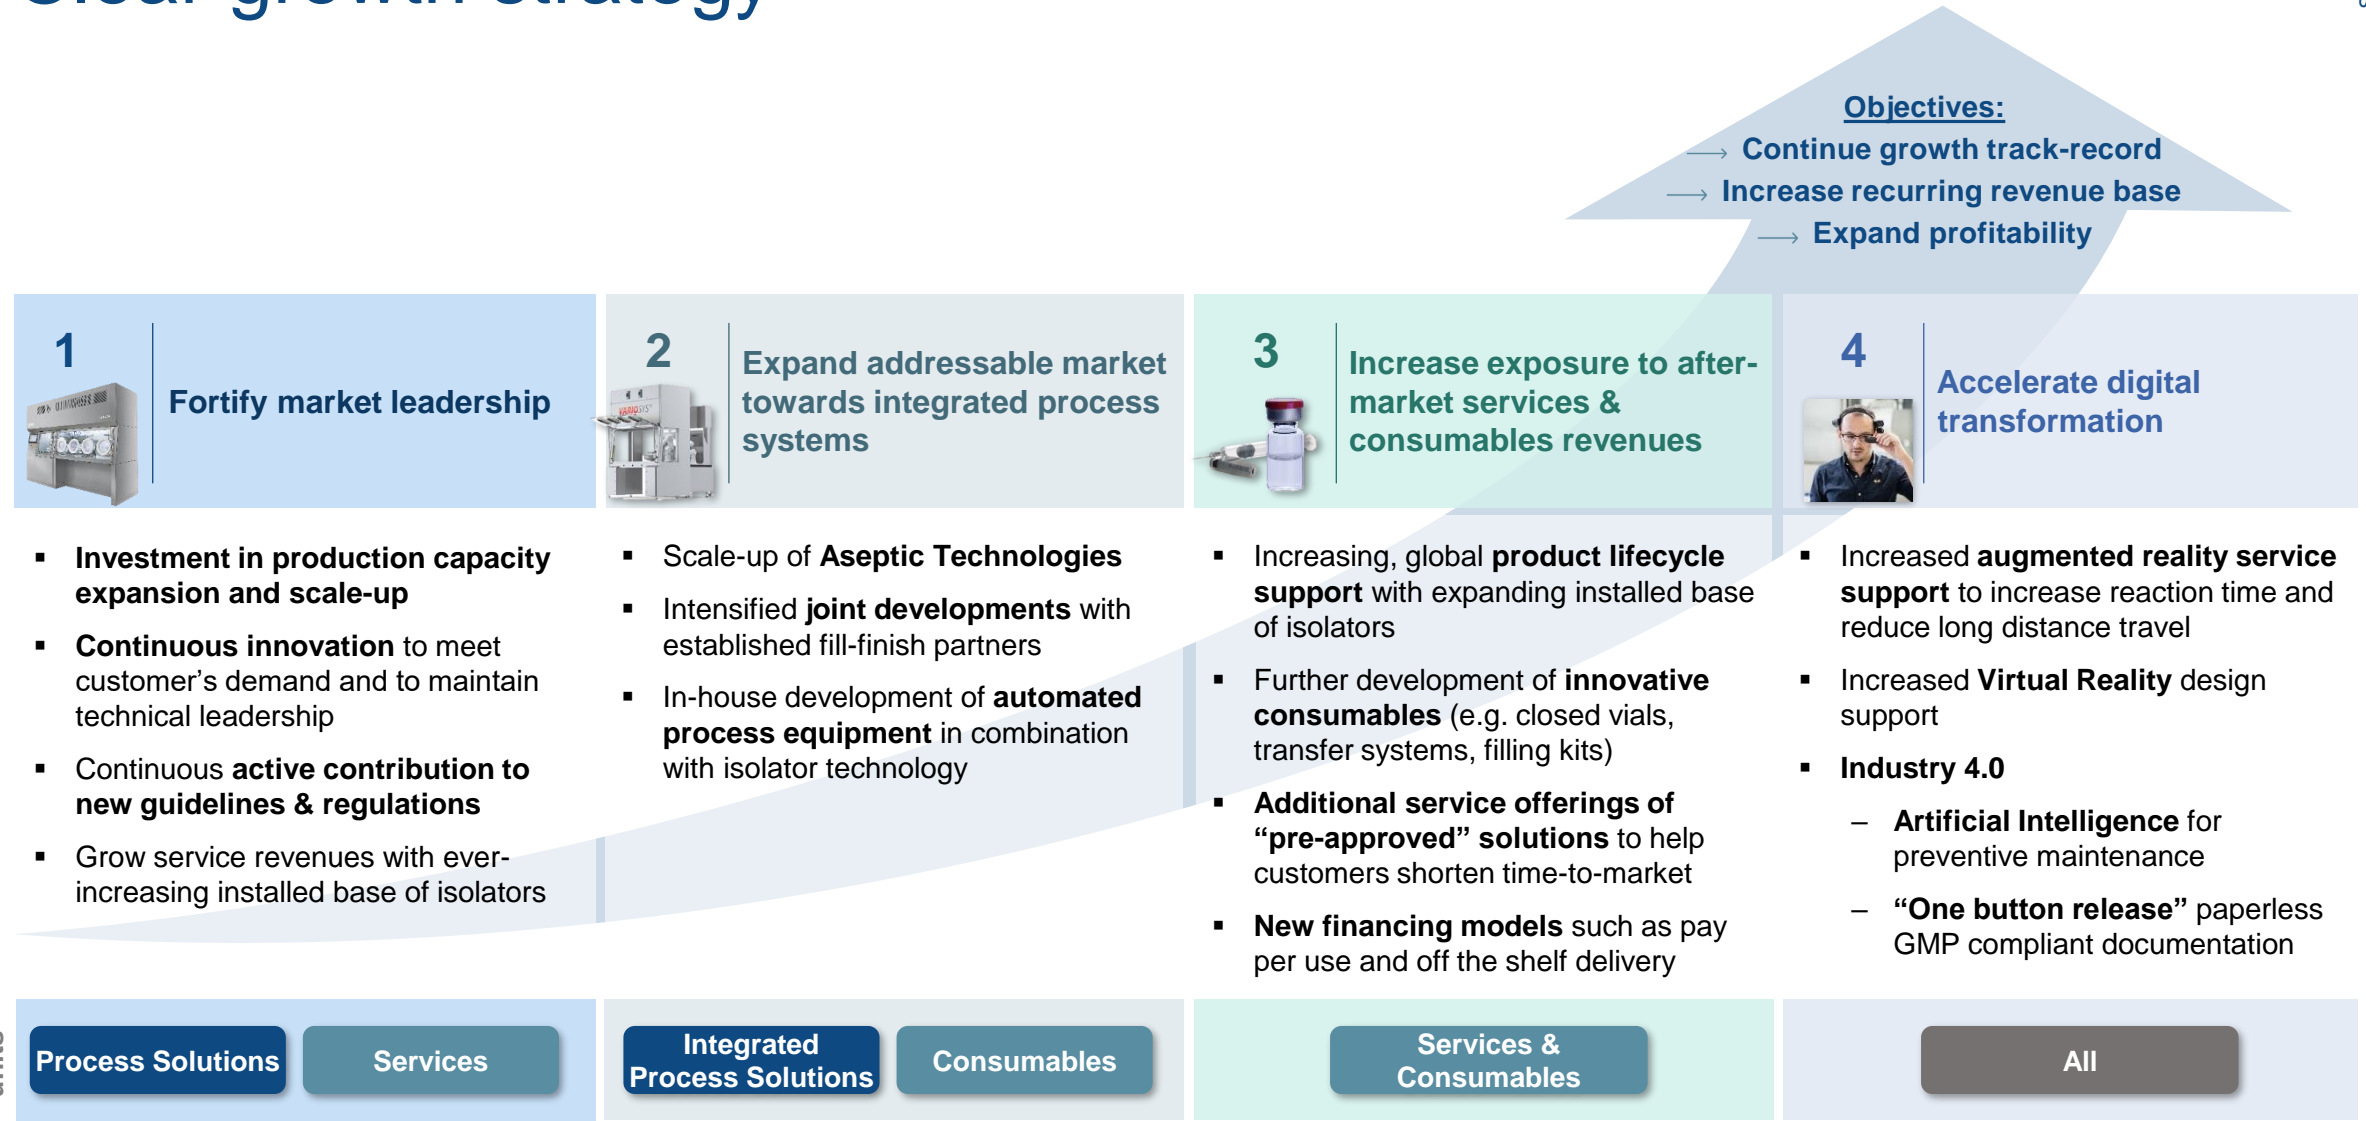 Clear growth strategy
Objectives:
→ Continue growth track-record
→ Increase recurring revenue base
→ Expand profitability
1
Fortify market leadership
2
VARIOSYS
Expand addressable market
towards integrated process
systems
3
Increase exposure to after-
market services &
consumables revenues
4
Accelerate digital
transformation
▪ Investment in production capacity
expansion and scale-up
▪ Continuous innovation to meet
customer’s demand and to maintain
technical leadership
▪ Continuous active contribution to
new guidelines & regulations
▪ Grow service revenues with ever-
increasing installed base of isolators
▪ Scale-up of Aseptic Technologies
▪ Intensified joint developments with
established fill-finish partners
▪ In-house development of automated
process equipment in combination
with isolator technology
▪ Increasing, global product lifecycle
support with expanding installed base
of isolators
▪ Further development of innovative
consumables (e.g. closed vials,
transfer systems, filling kits)
▪ Additional service offerings of
“pre-approved” solutions to help
customers shorten time-to-market
▪ New financing models such as pay
per use and off the shelf delivery
▪ Increased augmented reality service
support to increase reaction time and
reduce long distance travel
▪ Increased Virtual Reality design
support
▪ Industry 4.0
– Artificial Intelligence for
preventive maintenance
– “One button release” paperless
GMP compliant documentation
Process Solutions
Services
Integrated
Process Solutions
Consumables
Services &
Consumables
All